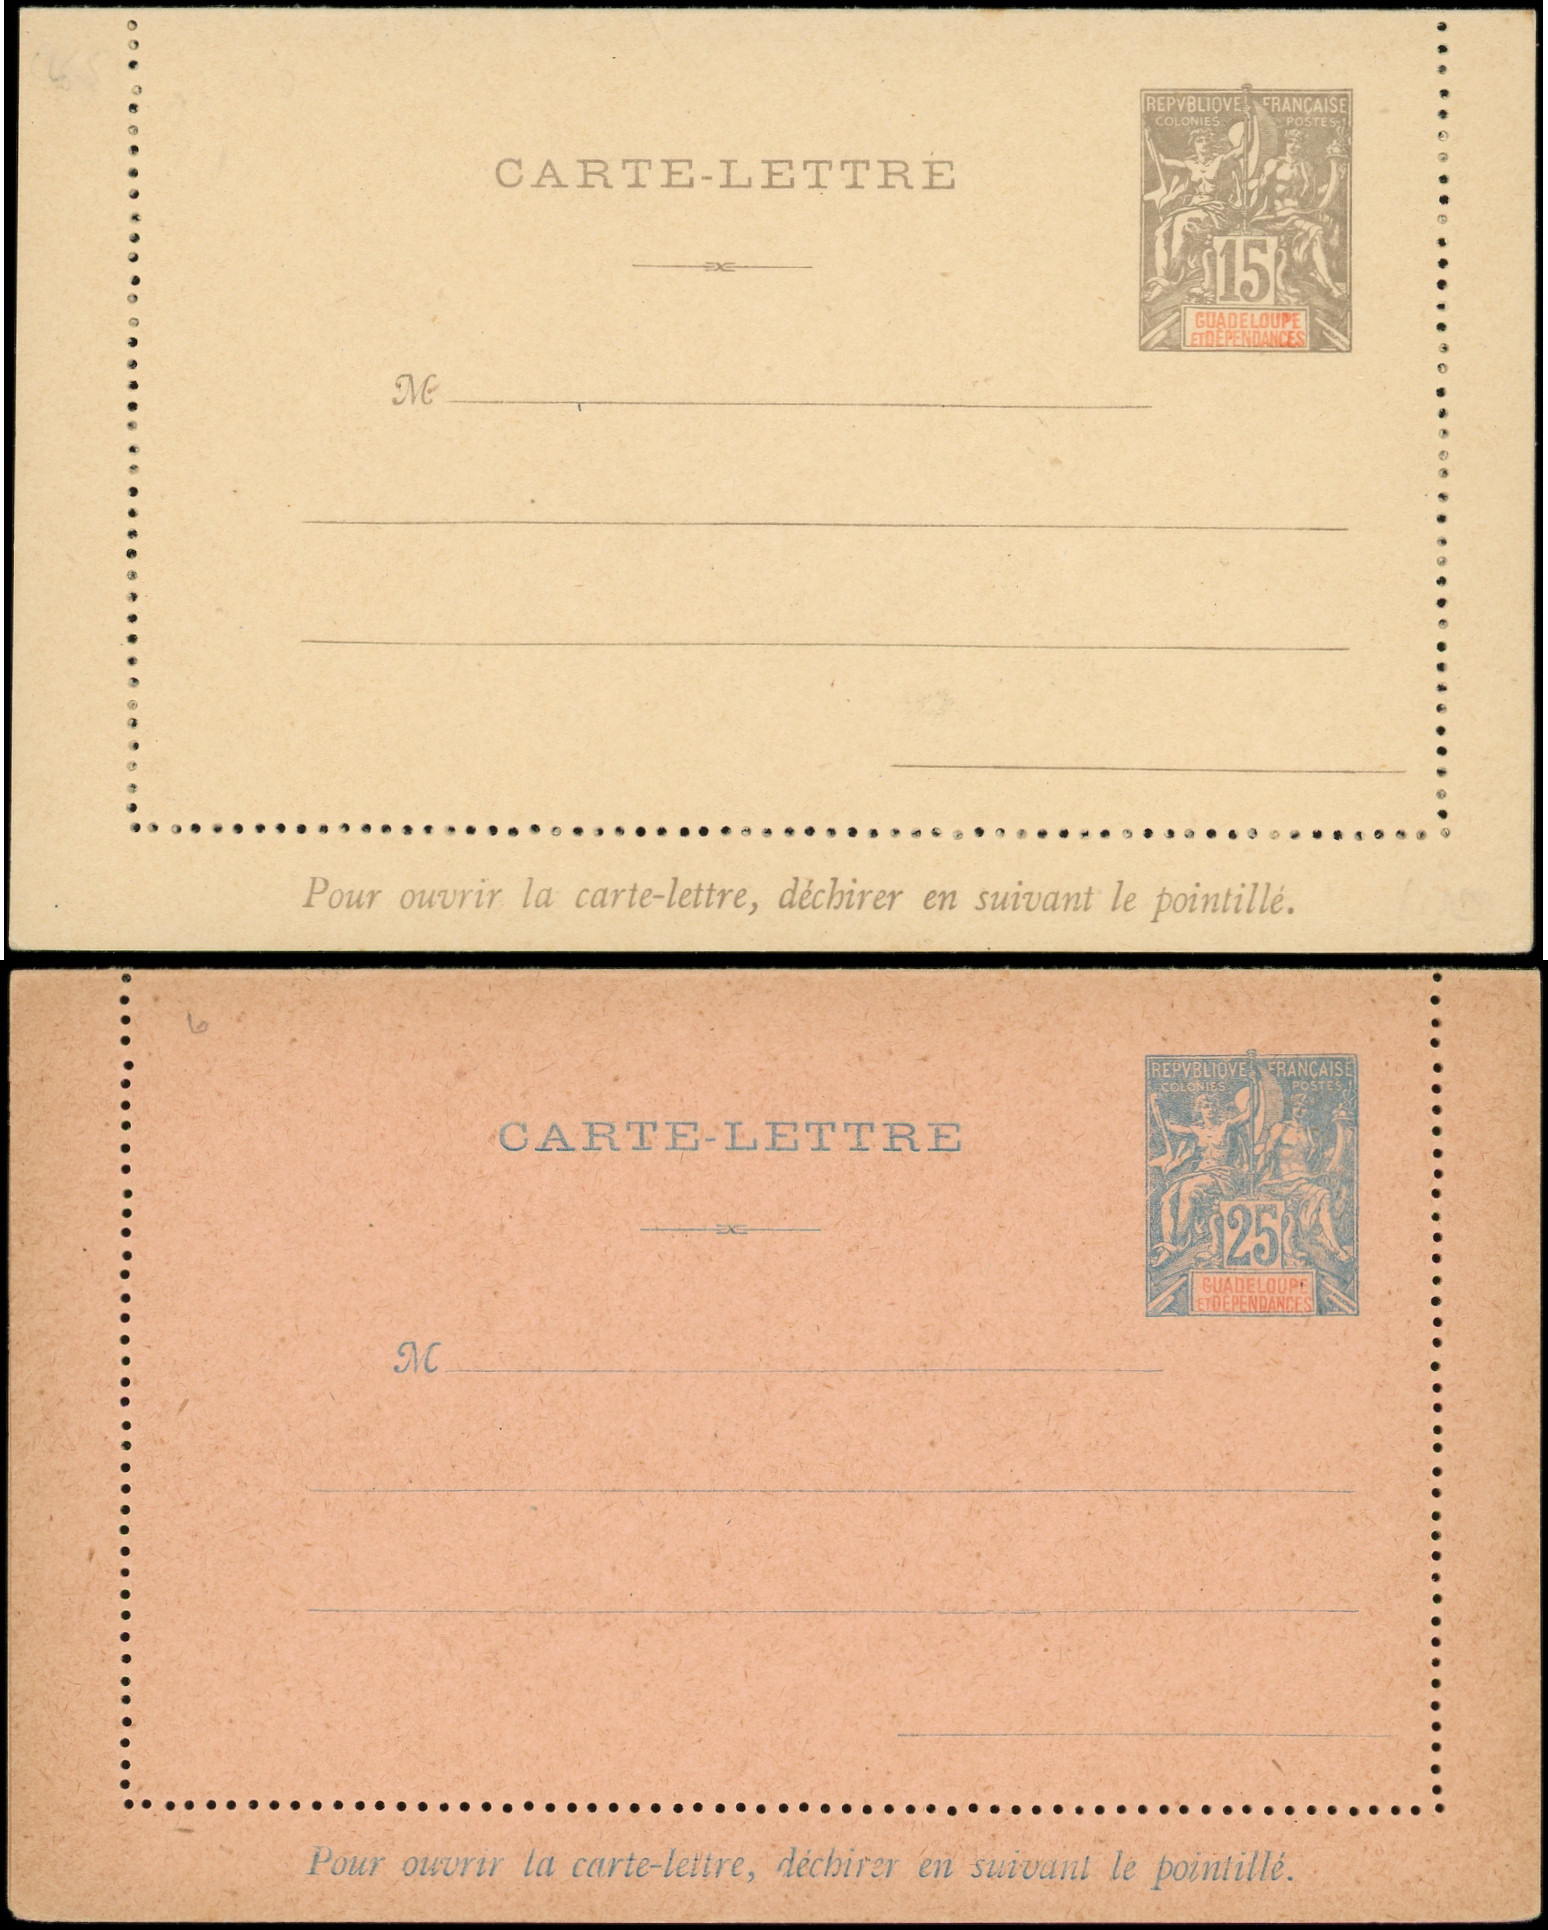 REPVBLIQVE FRANÇAISE
COLONIES POSTES
CARTE-LETTRE
15
GUADELOUPE
ET DÉPENDANCES
M
Pour ouvrir la carte-lettre, déchirer en suivant le pointillé.
6
REPVBLIQVE FRANÇAISE
COLONIES POSTES
CARTE-LETTRE
25
GUADELOUPE
ET DÉPENDANCES
M
Pour ouvrir la carte-lettre, déchirer en suivant le pointillé.